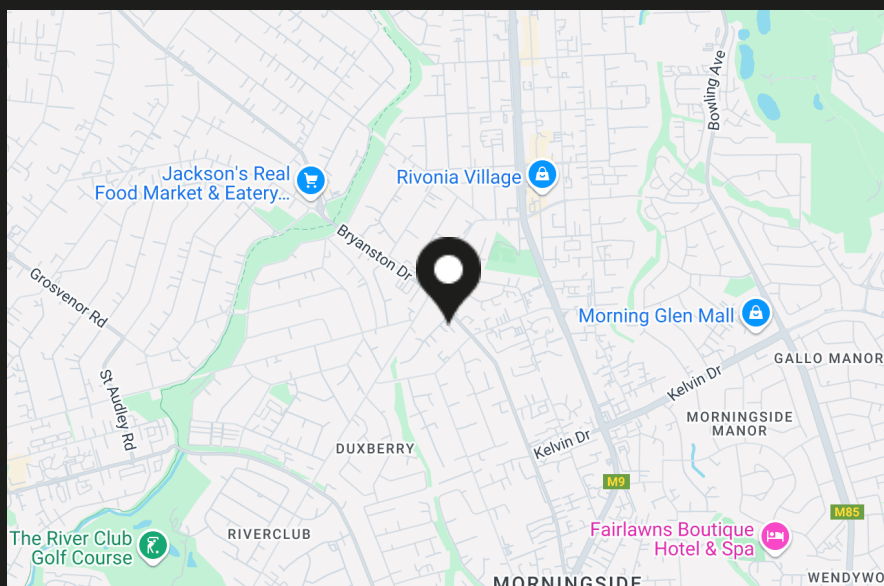 Bowling Ave
Jackson's Real
Food Market & Eatery...
Rivonia Village
Bryanston Dr
Grosvenor Rd
Morning Glen Mall
GALLO MANOR
St Audley Rd
Kelvin Dr
MORNINGSIDE
MANOR
Kelvin Dr
DUXBERRY
M9
M85
The River Club
Golf Course
RIVERCLUB
Fairlawns Boutique
Hotel & Spa
MORNINGSIDE
WENDYWO